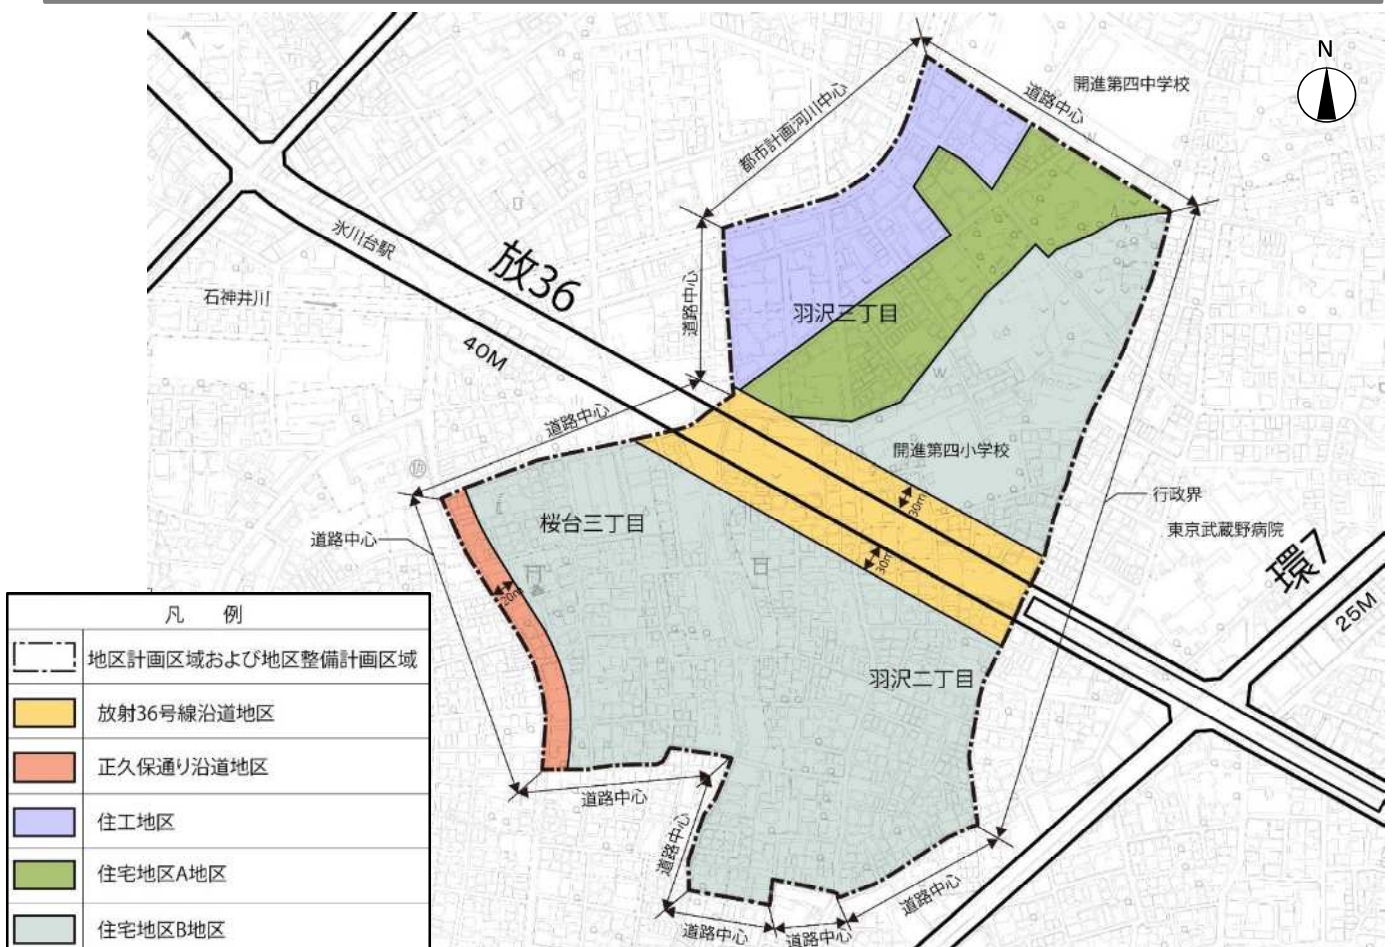 N
開進第四中学校
道路中心
都市計画河川中心
氷川台駅
放36
石神井川
道路中心
羽沢三丁目
40M
道路中心
開進第四小学校
30m
行政界
桜台三丁目
東京武蔵野病院
道路中心
30m
環7
20m
25M
羽沢二丁目
道路中心
道路中心
道路中心
道路中心
道路中心
凡 例
地区計画区域および地区整備計画区域
放射36号線沿道地区
正久保通り沿道地区
住工地区
住宅地区A地区
住宅地区B地区